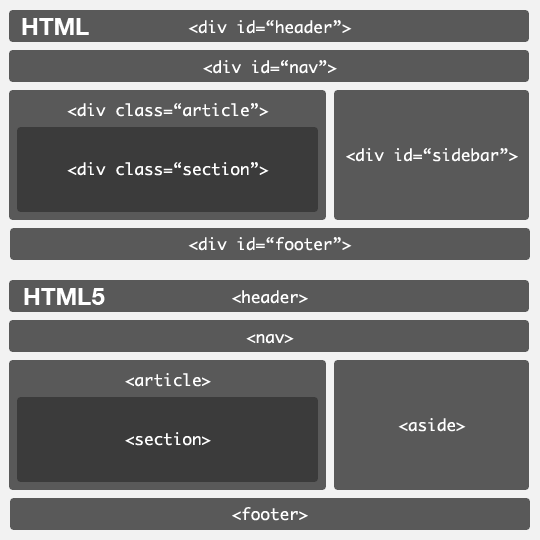 HTML
<div id=“header”>
<div id=“nav”>
<div class=“article”>
<div class=“section”>
<div id=“sidebar”>
<div id=“footer”>
HTML5
<header>
<nav>
<article>
<section>
<aside>
<footer>